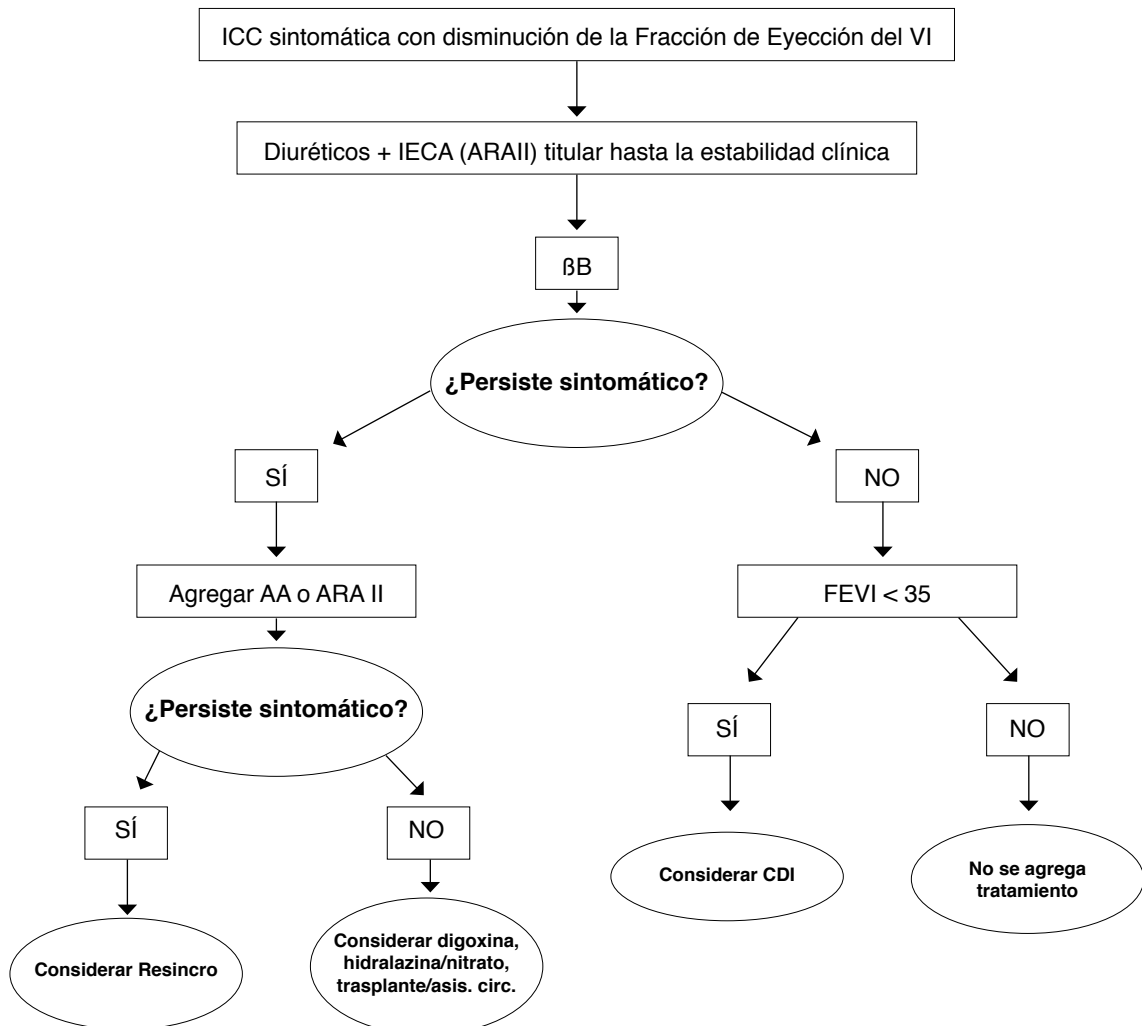 ICC sintomática con disminución de la Fracción de Eyección del VI
Diuréticos + IECA (ARAII) titular hasta la estabilidad clínica
ßB
¿Persiste sintomático?
SÍ
NO
Agregar AA o ARA II
FEVI < 35
¿Persiste sintomático?
SÍ
NO
SÍ
NO
Considerar CDI
No se agrega
tratamiento
Considerar Resincro
Considerar digoxina,
hidralazina/nitrato,
trasplante/asis. circ.